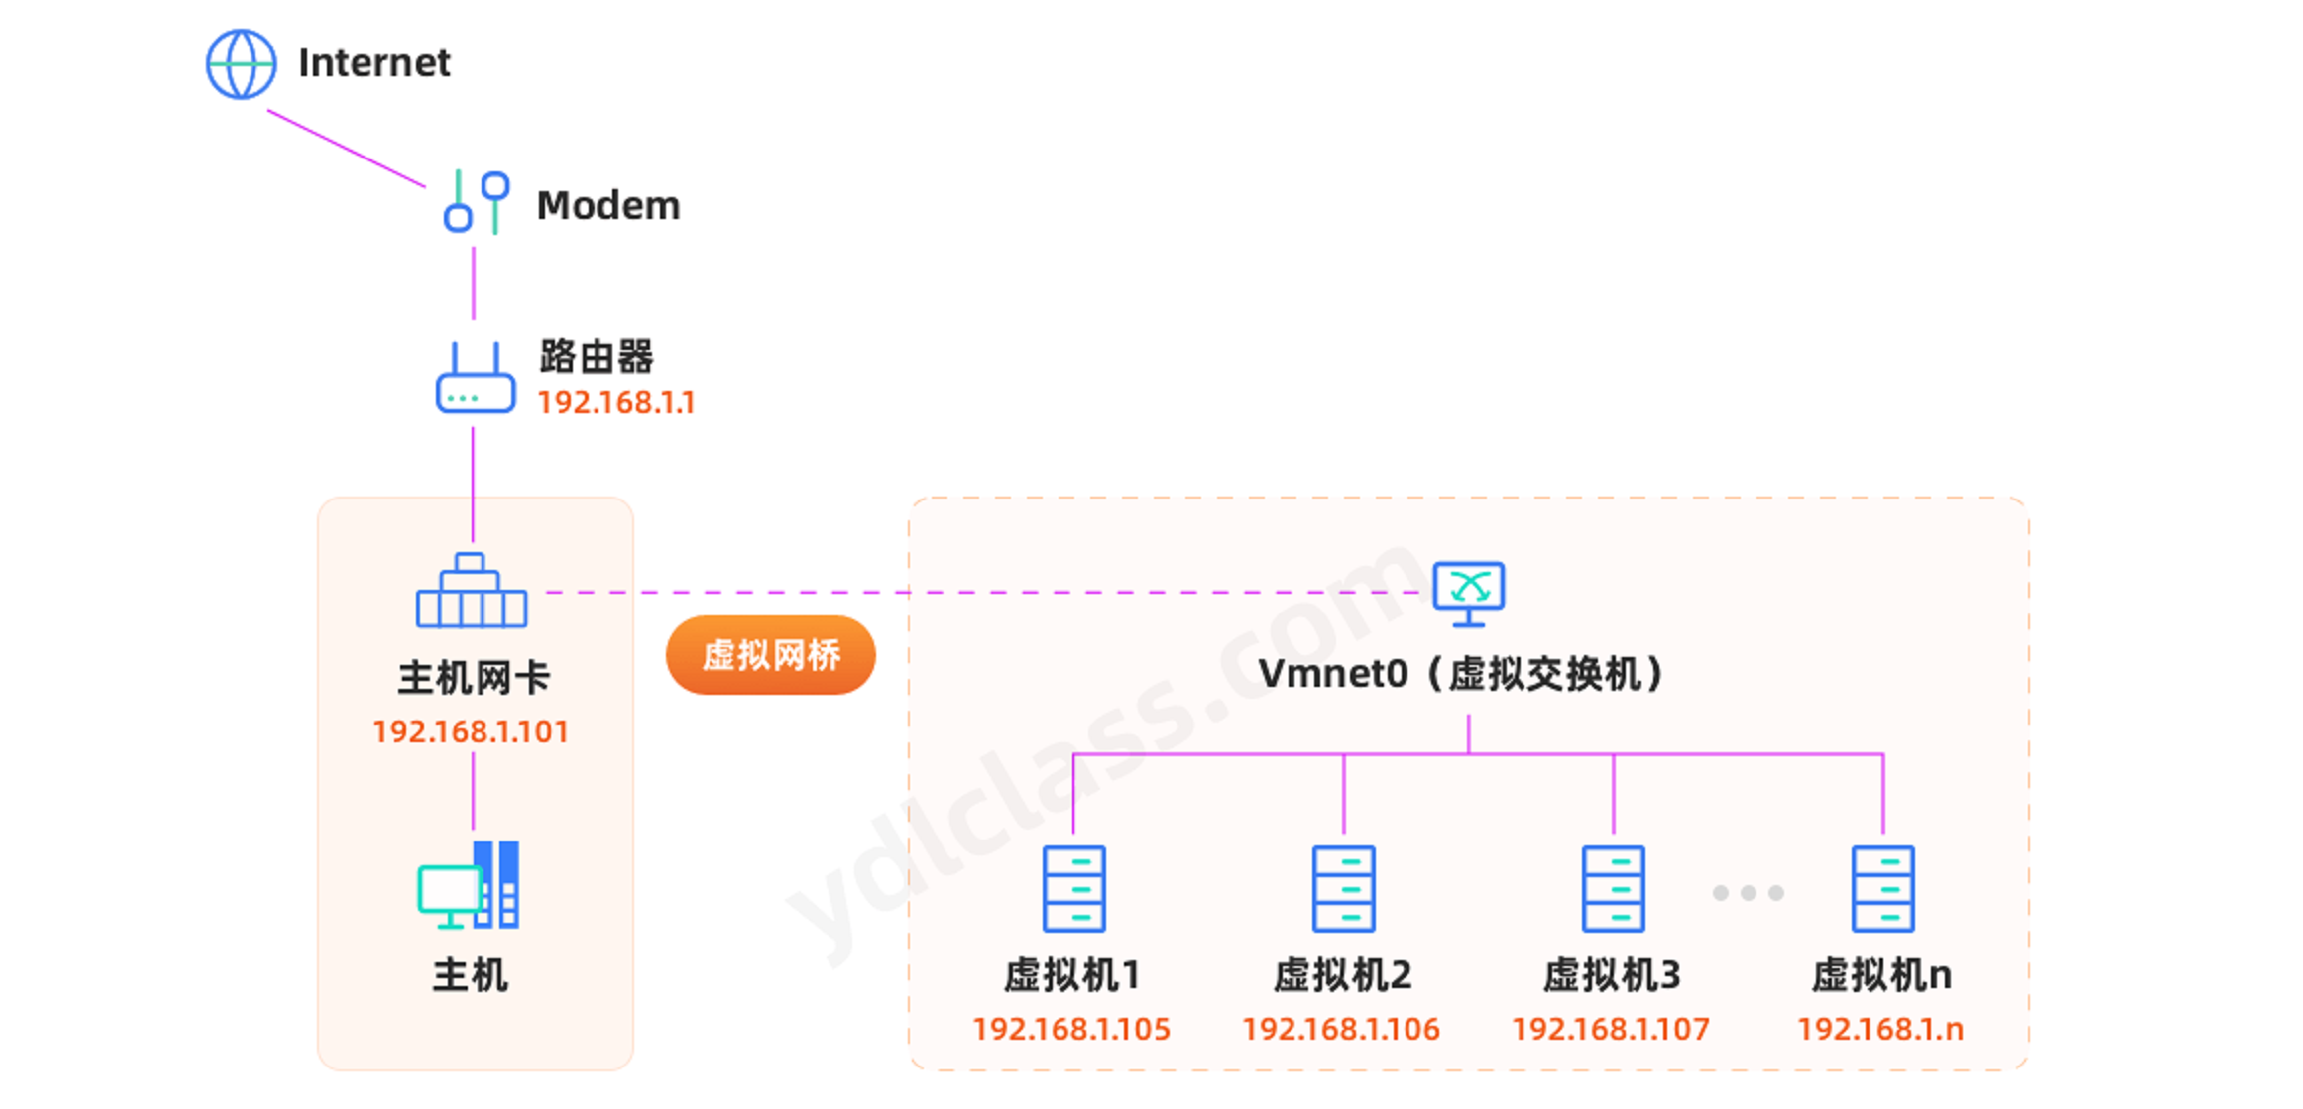 Internet
Modem
路由器
192.168.1.1
主机网卡
192.168.1.101
主机
虚拟网桥
Vmnet0（虚拟交换机）
虚拟机1
192.168.1.105
虚拟机2
192.168.1.106
虚拟机3
192.168.1.107
虚拟机n
192.168.1.n
ydlclass.com